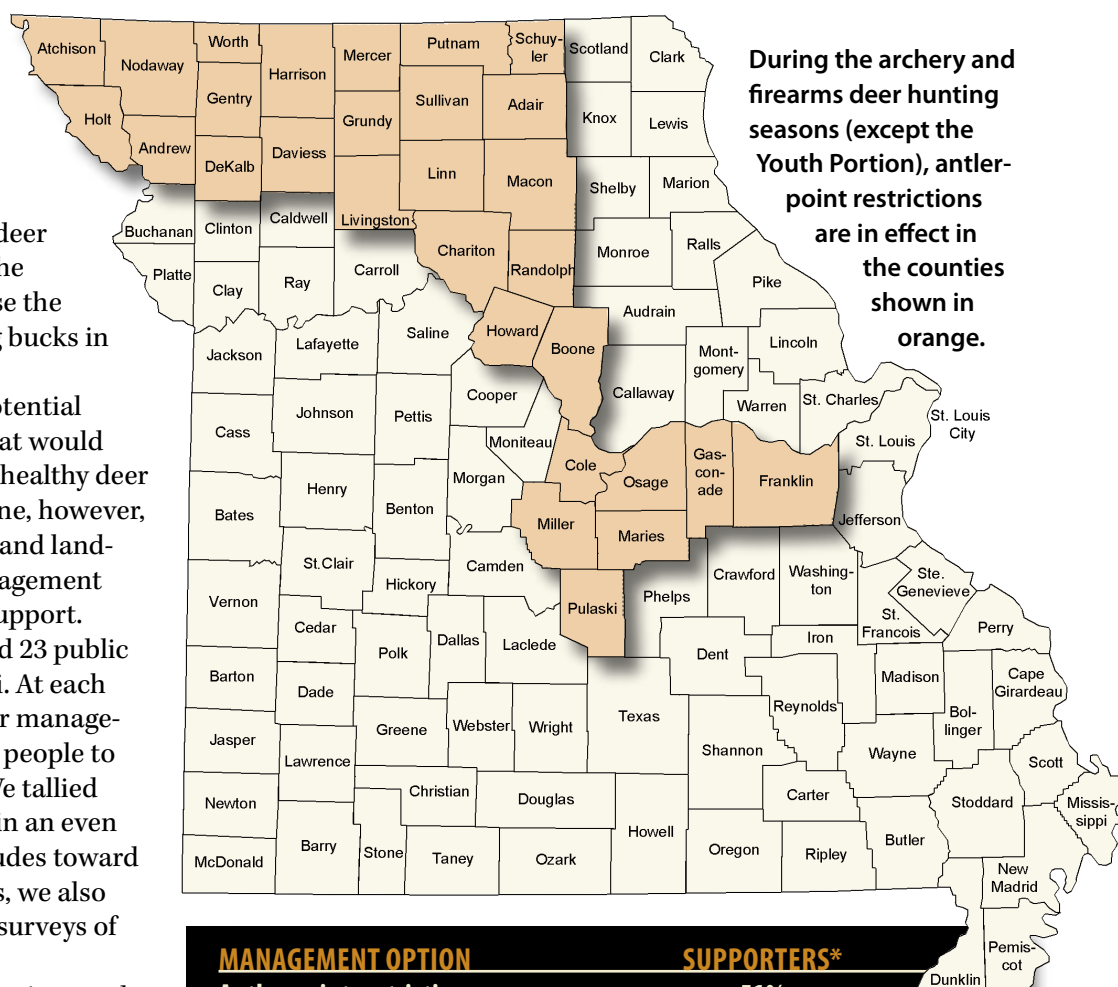 During the archery and
firearms deer hunting
seasons (except the
Youth Portion), antler-
point restrictions
are in effect in
the counties
shown in
orange.
Atchison
Nodaway
Worth
Harrison
Mercer
Putnam
Schuy-
ler
Scotland
Clark
Holt
Gentry
Grundy
Sullivan
Adair
Knox
Lewis
Andrew
DeKalb
Daviess
Linn
Macon
Shelby
Marion
Buchanan
Clinton
Caldwell
Livingston
Chariton
Randolph
Monroe
Ralls
Platte
Clay
Ray
Carroll
Pike
Audrain
Howard
Boone
Saline
Jackson
Lafayette
Mont-
gomery
Lincoln
Cooper
Callaway
Warren
St. Charles
St. Louis
City
Cass
Johnson
Pettis
Moniteau
St. Louis
Cole
Osage
Gas-
con-
ade
Franklin
Morgan
Henry
Benton
Bates
Miller
Maries
Jefferson
St.Clair
Hickory
Camden
Crawford
Washing-
ton
Ste.
Genevieve
Vernon
Pulaski
Phelps
St.
Francois
Perry
Cedar
Polk
Dallas
Laclede
Dent
Iron
Barton
Dade
Madison
Cape
Girardeau
Texas
Reynolds
Bol-
linger
Jasper
Greene
Webster
Wright
Shannon
Wayne
Lawrence
Scott
Newton
Christian
Douglas
Carter
Stoddard
Missis-
sippi
Howell
McDonald
Barry
Stone
Taney
Ozark
Oregon
Ripley
Butler
New
Madrid
Pemis-
cot
Dunklin
deer
he
se the
g bucks in
otential
at would
healthy deer
ne, however,
and land-
agement
upport.
d 23 public
i. At each
r manage-
people to
Ve tallied
in an even
udes toward
s, we also
surveys of
MANAGEMENT OPTION SUPPORTERS*